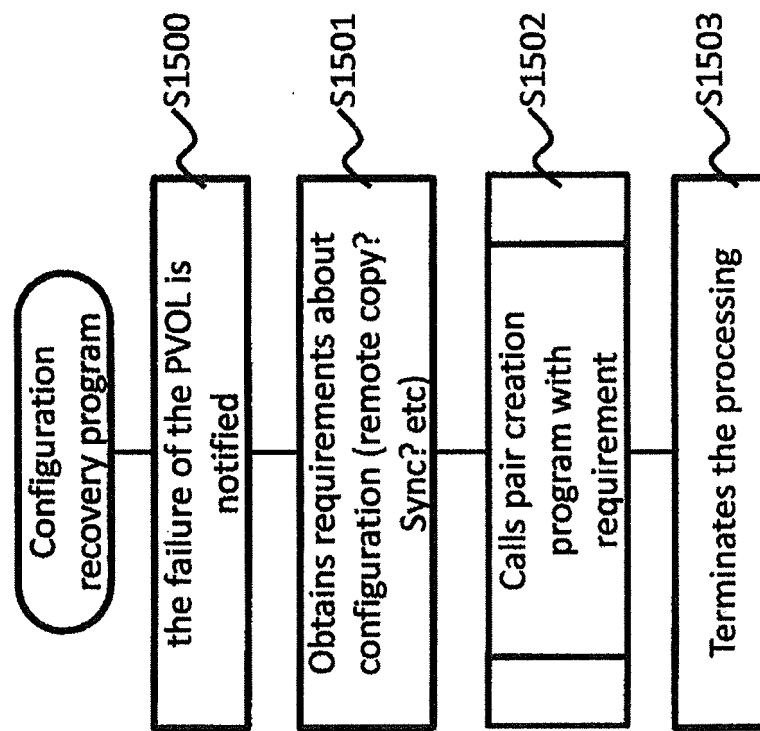 Configuration
recovery program
the failure of the PVOL is
notified
S1500
Obtains requirements about
configuration (remote copy?
Sync? etc)
S1501
Calls pair creation
program with
requirement
S1502
Terminates the processing
S1503